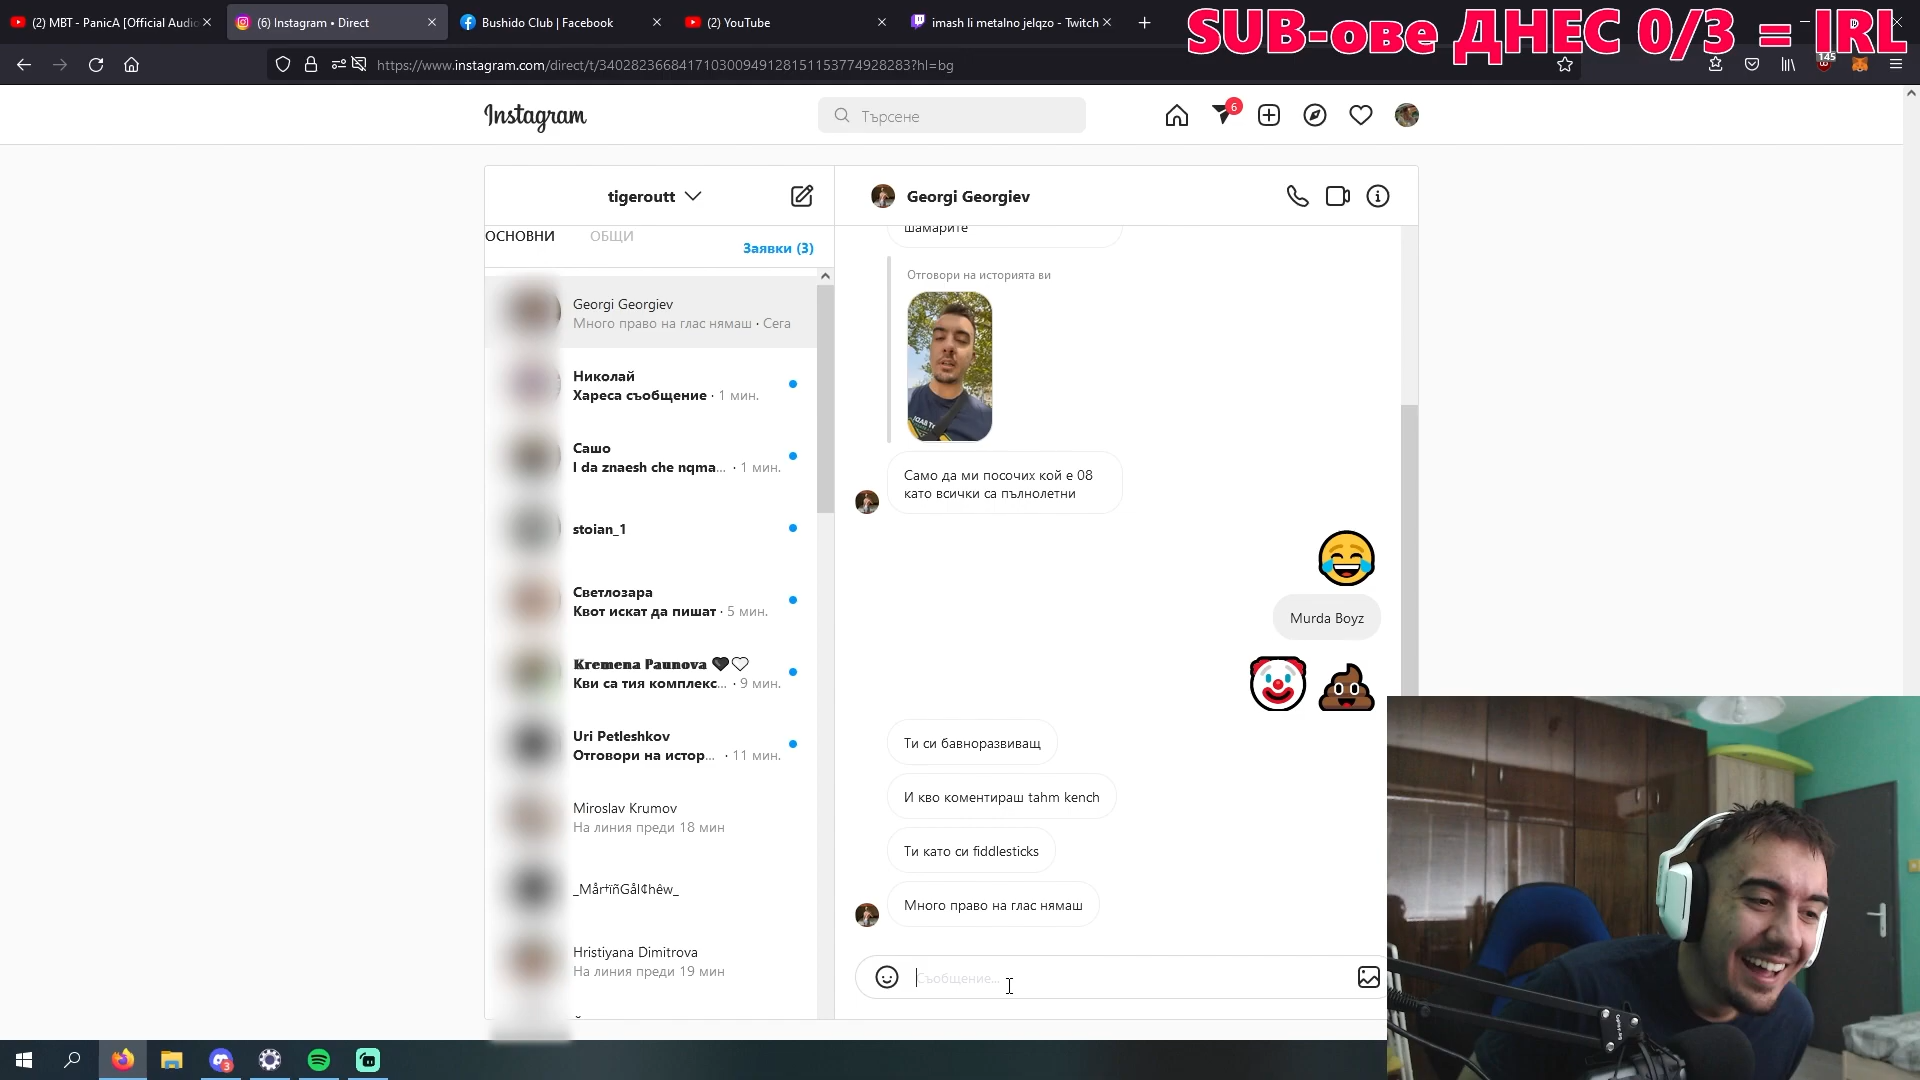 (2) MBT - PanicA [Official Audio
(6) Instagram • Direct
Bushido Club | Facebook
(2) YouTube
imash li metalno jelqzo - Twitch
SUB-ове ДНЕС 0/3 = IRL
https://www.instagram.com/direct/t/340282366841710300949128151153774928283?hl=bg
145
Instagram
Търсене
6
tigeroutt
Georgi Georgiev
ОСНОВНИ
ОБЩИ
Заявки (3)
Georgi Georgiev
Много право на глас нямаш · Сега
Николай
Хареса съобщение · 1 мин.
Сашо
I da znaesh che nqma... · 1 мин.
stoian_1
Светлозара
Квот искат да пишат · 5 мин.
Kremena Paunova 🖤🤍
Кви са тия комплекс... · 9 мин.
Uri Petleshkov
Отговори на истор... · 11 мин.
Miroslav Krumov
На линия преди 18 мин
Hristiyana Dimitrova
На линия преди 19 мин
шамарите
Отговори на историята ви
Само да ми посочих кой е 08
като всички са пълнолетни
😂
Murda Boyz
🤡 💩
Ти си бавноразвиващ
И кво коментираш tahm kench
Ти като си fiddlesticks
Много право на глас нямаш
Съобщение...
3